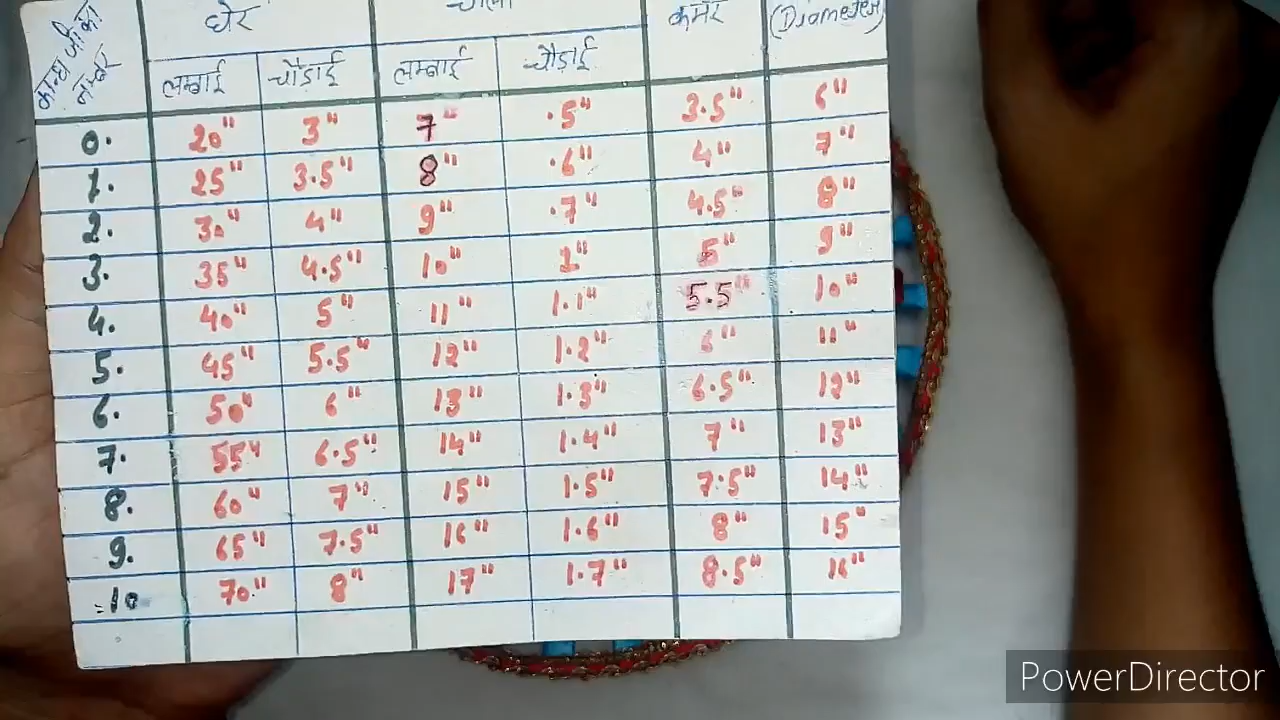 कान्हा जी का नम्बर घेर चोला कमर (Diameter)
लम्बाई चौड़ाई लम्बाई चौड़ाई
0. 20" 3" 7" .5" 3.5" 6"
1. 25" 3.5" 8" .6" 4" 7"
2. 30" 4" 9" .7" 4.5" 8"
3. 35" 4.5" 10" 1" 5" 9"
4. 40" 5" 11" 1.1" 5.5" 10"
5. 45" 5.5" 12" 1.2" 6" 11"
6. 50" 6" 13" 1.3" 6.5" 12"
7. 55" 6.5" 14" 1.4" 7" 13"
8. 60" 7" 15" 1.5" 7.5" 14"
9. 65" 7.5" 16" 1.6" 8" 15"
10 70" 8" 17" 1.7" 8.5" 16"
PowerDirector